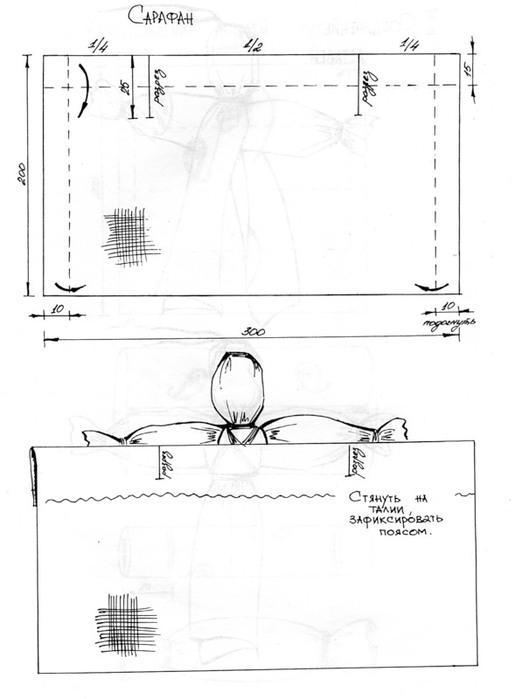 Сарафан
1/4 1/2 1/4
15
25
разрез
разрез
200
10
10
подогнуть
300
разрез
разрез
Стянуть на
талии,
зафиксировать
поясом.